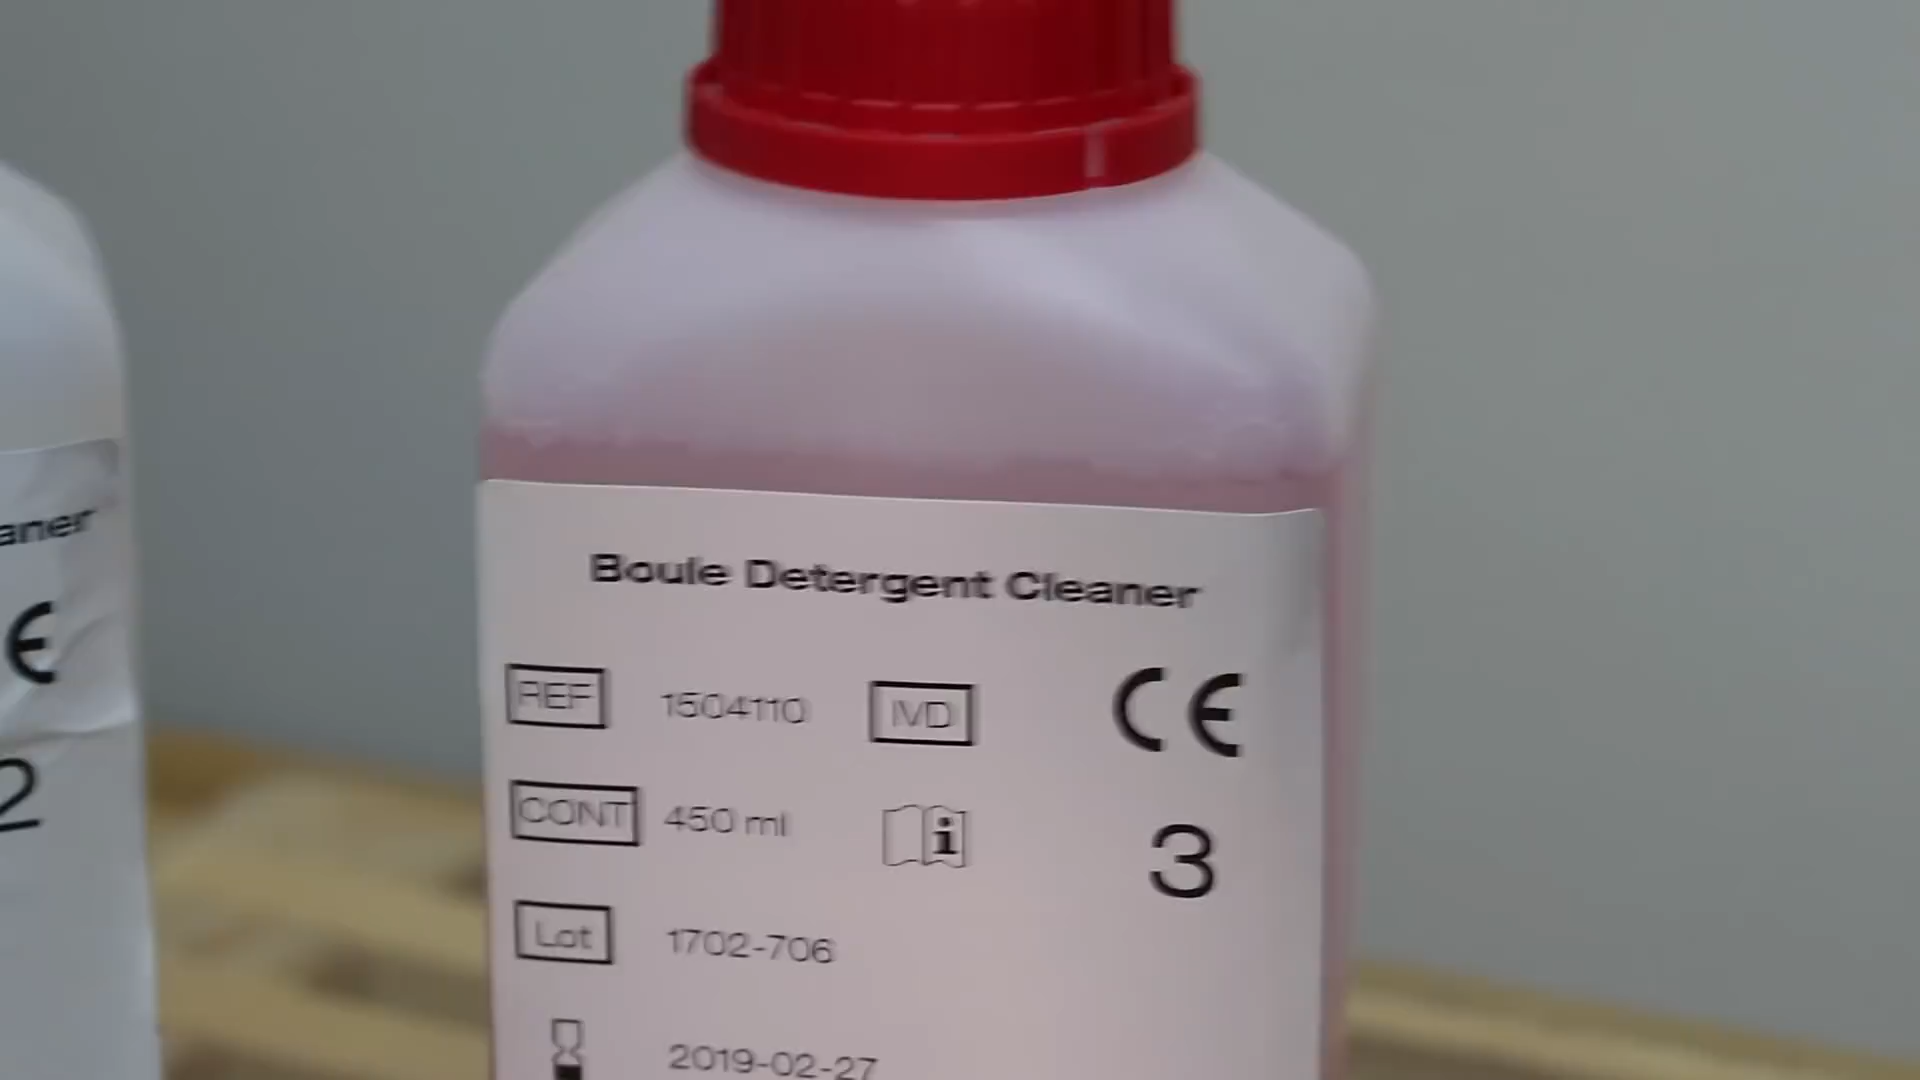 Boule Detergent Cleaner
REF 1504110 IVD CE
CONT 450 ml i
3
Lot 1702-706
2019-02-27
aner
CE
2